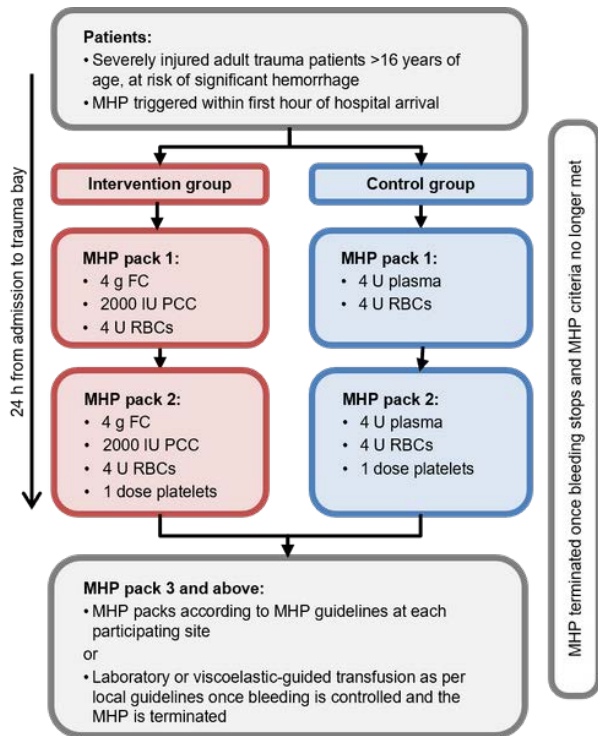 Patients:
• Severely injured adult trauma patients >16 years of
age, at risk of significant hemorrhage
• MHP triggered within first hour of hospital arrival
24 h from admission to trauma bay
Intervention group
Control group
MHP pack 1:
• 4 g FC
• 2000 IU PCC
• 4 U RBCs
MHP pack 1:
• 4 U plasma
• 4 U RBCs
MHP pack 2:
• 4 g FC
• 2000 IU PCC
• 4 U RBCs
• 1 dose platelets
MHP pack 2:
• 4 U plasma
• 4 U RBCs
• 1 dose platelets
MHP pack 3 and above:
• MHP packs according to MHP guidelines at each
participating site
or
• Laboratory or viscoelastic-guided transfusion as per
local guidelines once bleeding is controlled and the
MHP is terminated
MHP terminated once bleeding stops and MHP criteria no longer met